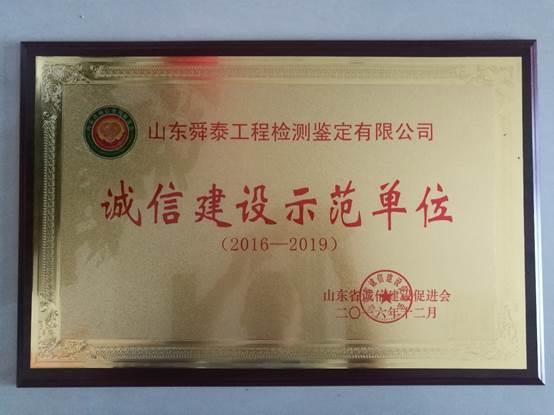 山东舜泰工程检测鉴定有限公司
诚信建设示范单位
(2016—2019)
山东省诚信建设促进会
二〇一六年十二月